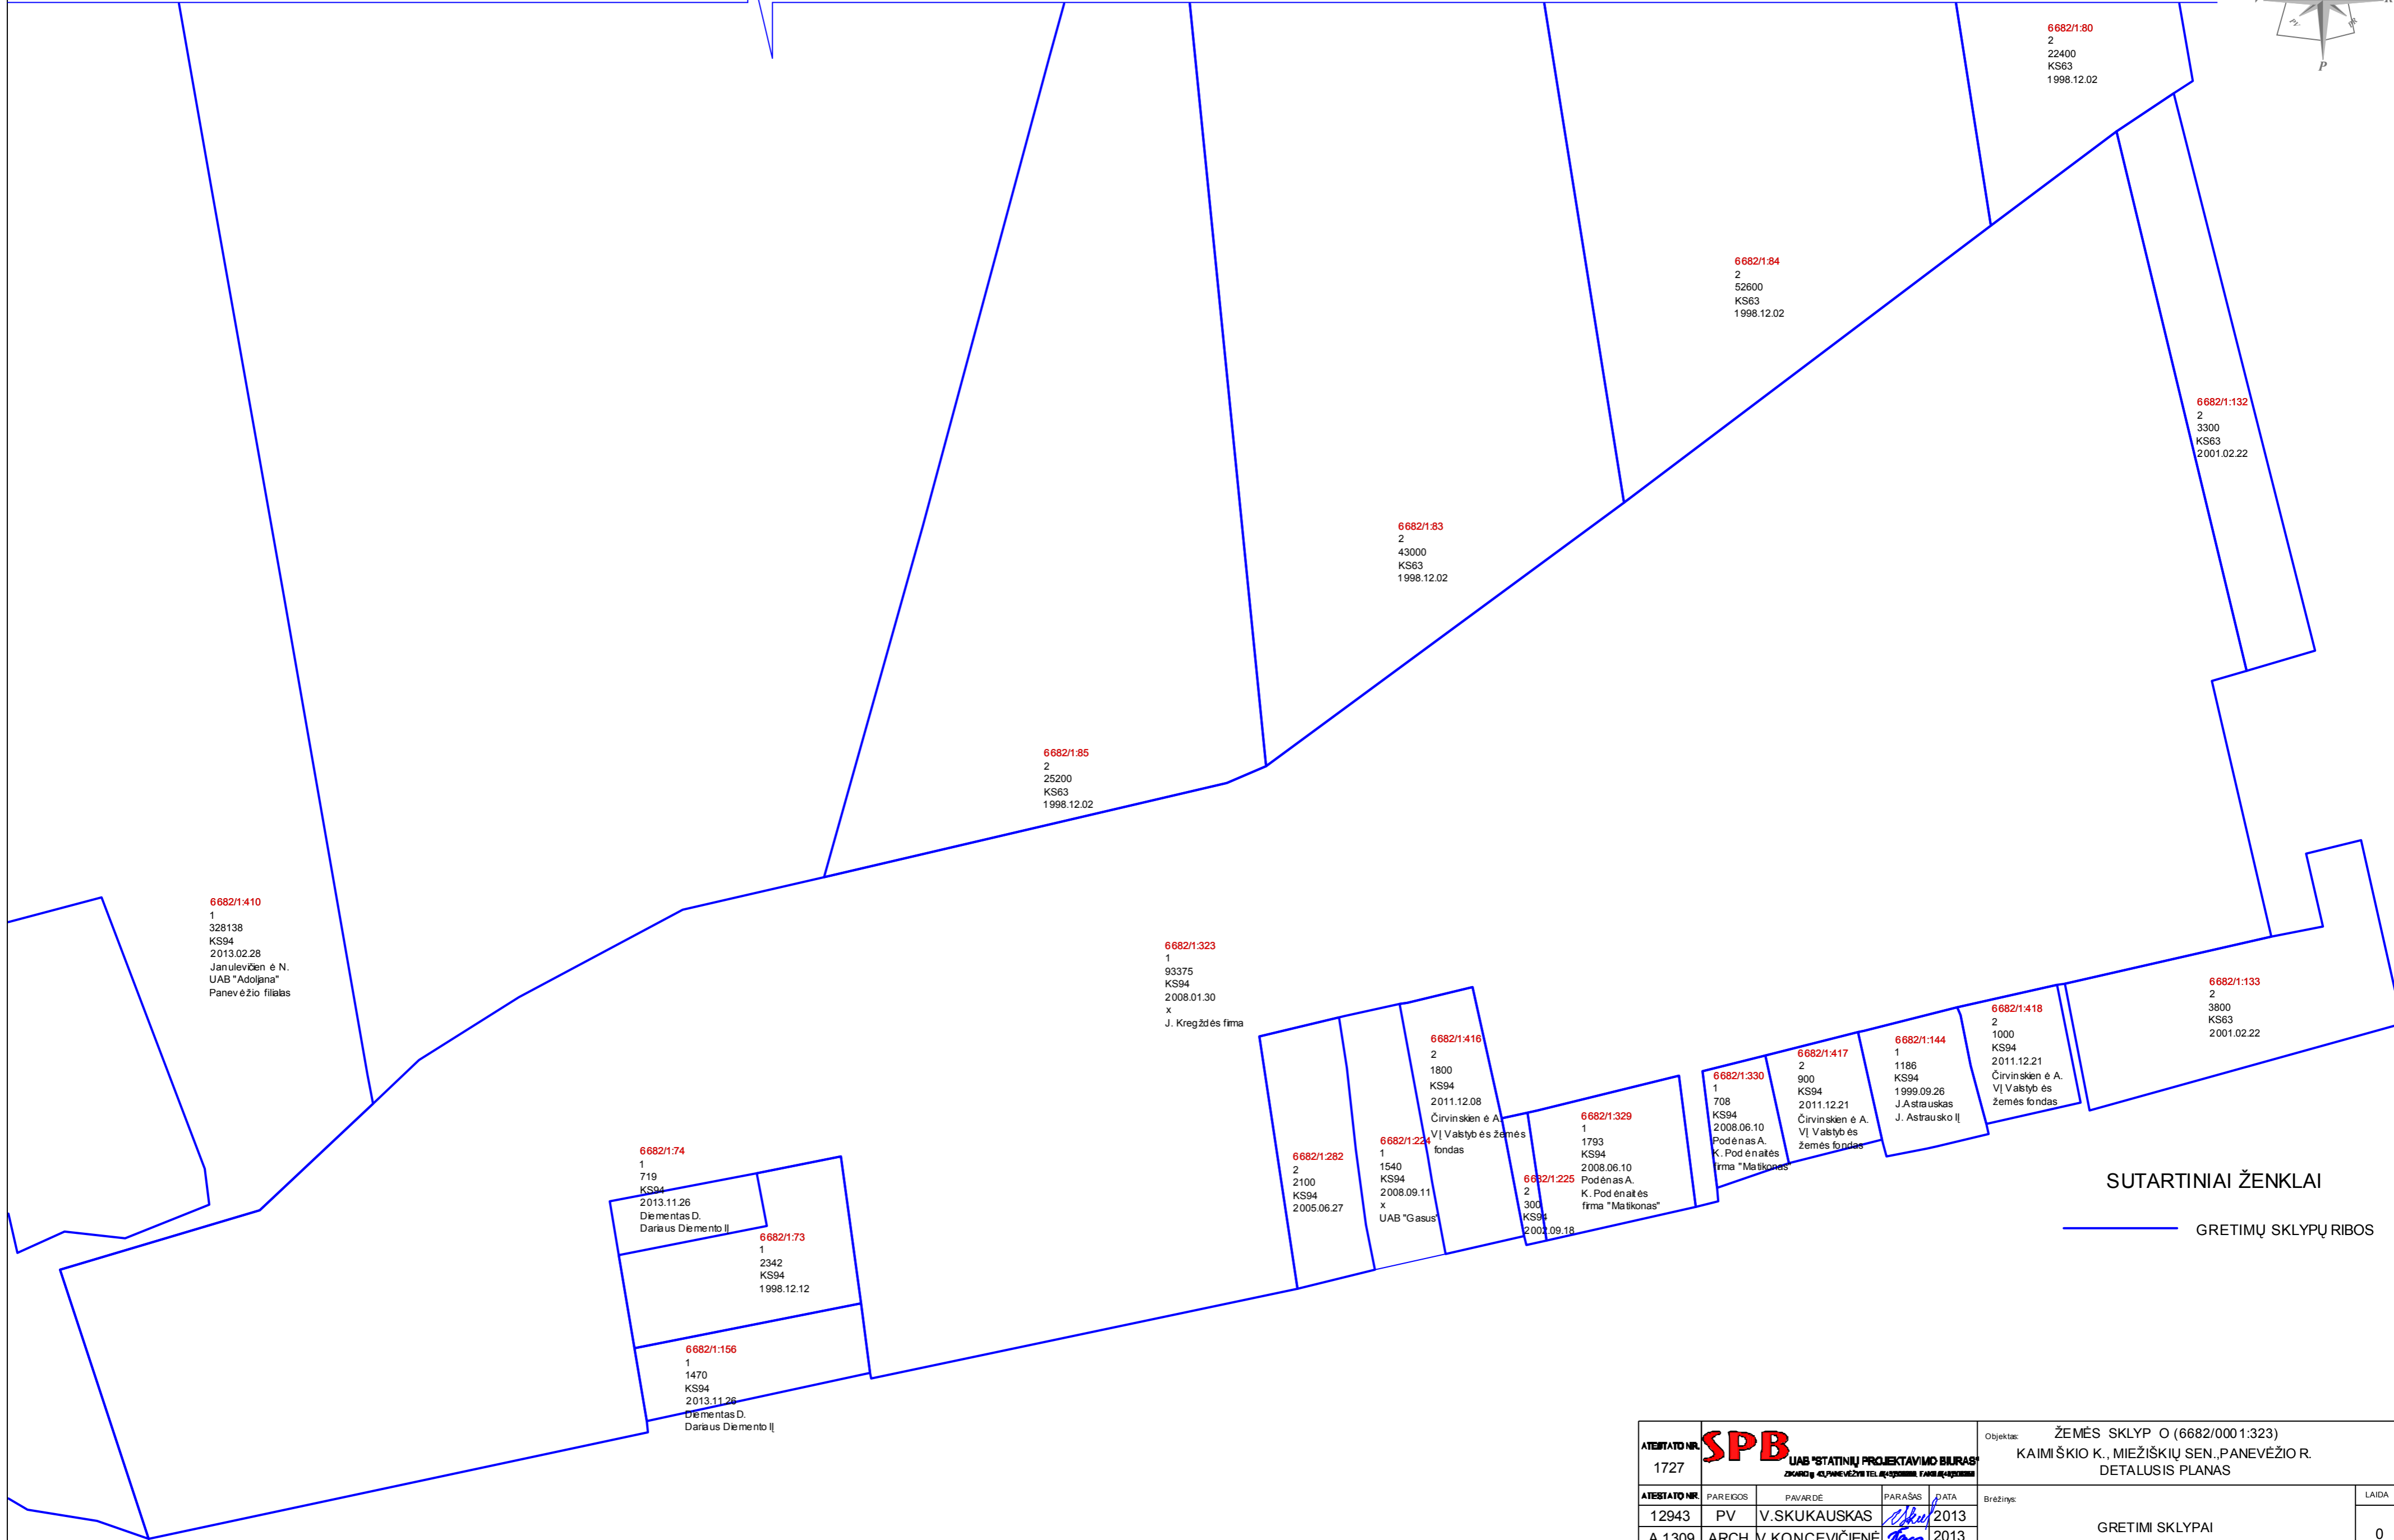 P
6682/1:80
2
22400
KS63
1998.12.02
6682/1:84
2
52600
KS63
1998.12.02
6682/1:132
2
3300
KS63
2001.02.22
6682/1:83
2
43000
KS63
1998.12.02
6682/1:85
2
25200
KS63
1998.12.02
6682/1:410
1
328138
KS94
2013.02.28
Janulevičienė N.
UAB "Adoljana"
Panevėžio filialas
6682/1:323
1
93375
KS94
2008.01.30
x
J. Kregždės firma
6682/1:133
2
3800
KS63
2001.02.22
6682/1:418
2
1000
KS94
2011.12.21
Čirvinskienė A.
VĮ Valstybės
žemės fondas
6682/1:144
1
1186
KS94
1999.09.26
J.Astrauskas
J. Astrausko IĮ
6682/1:417
2
900
KS94
2011.12.21
Čirvinskienė A.
VĮ Valstybės
žemės fondas
6682/1:330
1
708
KS94
2008.06.10
Podėnas A.
K. Podėnaitės
firma "Matikonas"
6682/1:416
2
1800
KS94
2011.12.08
Čirvinskienė A.
VĮ Valstybės žemės
fondas
6682/1:329
1
1793
KS94
2008.06.10
Podėnas A.
K. Podėnaitės
firma "Matikonas"
6682/1:225
2
300
KS94
2002.09.18
6682/1:224
1
1540
KS94
2008.09.11
x
UAB "Gasus"
6682/1:282
2
2100
KS94
2005.06.27
6682/1:74
1
719
KS94
2013.11.26
Diementas D.
Dariaus Diemento IĮ
6682/1:73
1
2342
KS94
1998.12.12
6682/1:156
1
1470
KS94
2013.11.26
Diementas D.
Dariaus Diemento IĮ
SUTARTINIAI ŽENKLAI
GRETIMŲ SKLYPŲ RIBOS
ATESTATO NR.
1727
SPB
UAB "STATINIŲ PROJEKTAVIMO BIURAS"
Objektas: ŽEMĖS SKLYPO (6682/0001:323)
KAIMIŠKIO K., MIEŽIŠKIŲ SEN.,PANEVĖŽIO R.
DETALUSIS PLANAS
ATESTATO NR. PAREIGOS PAVARDĖ PARAŠAS DATA
12943 PV V.SKUKAUSKAS 2013
A 1309 ARCH V.KONCEVIČIENĖ 2013
Brėžinys:
GRETIMI SKLYPAI
LAIDA
0